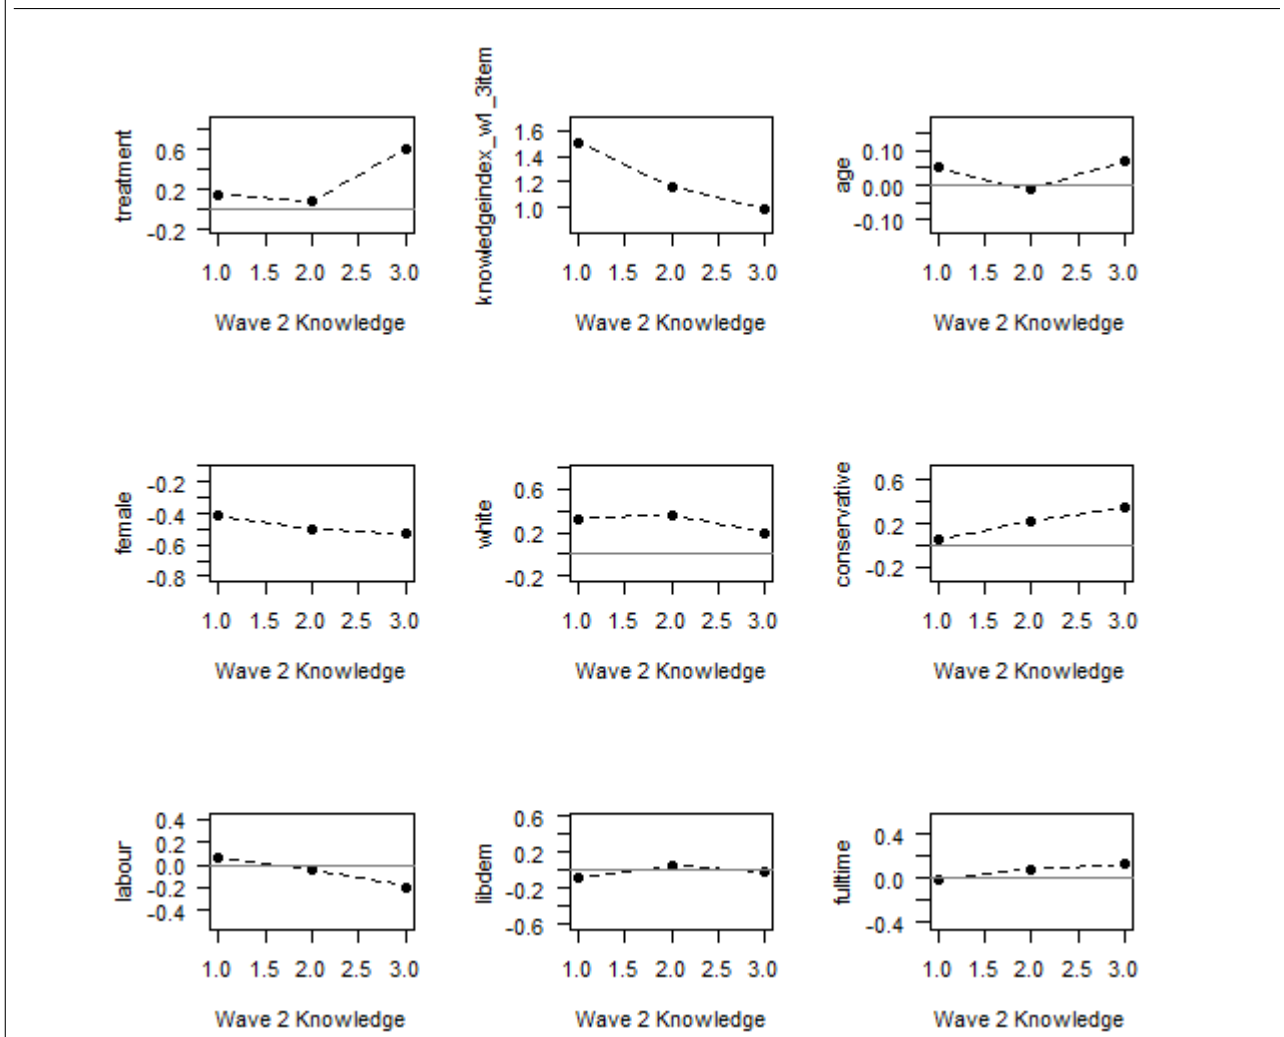 treatment
0.6
0.2
-0.2
1.0 1.5 2.0 2.5 3.0
Wave 2 Knowledge
knowledgeindex_w1_3item
1.6
1.4
1.2
1.0
1.0 1.5 2.0 2.5 3.0
Wave 2 Knowledge
age
0.10
0.00
-0.10
1.0 1.5 2.0 2.5 3.0
Wave 2 Knowledge
female
-0.2
-0.4
-0.6
-0.8
1.0 1.5 2.0 2.5 3.0
Wave 2 Knowledge
white
0.6
0.2
-0.2
1.0 1.5 2.0 2.5 3.0
Wave 2 Knowledge
conservative
0.6
0.2
-0.2
1.0 1.5 2.0 2.5 3.0
Wave 2 Knowledge
labour
0.4
0.2
0.0
-0.2
-0.4
1.0 1.5 2.0 2.5 3.0
Wave 2 Knowledge
libdem
0.6
0.2
-0.2
-0.6
1.0 1.5 2.0 2.5 3.0
Wave 2 Knowledge
fulltime
0.4
0.0
-0.4
1.0 1.5 2.0 2.5 3.0
Wave 2 Knowledge